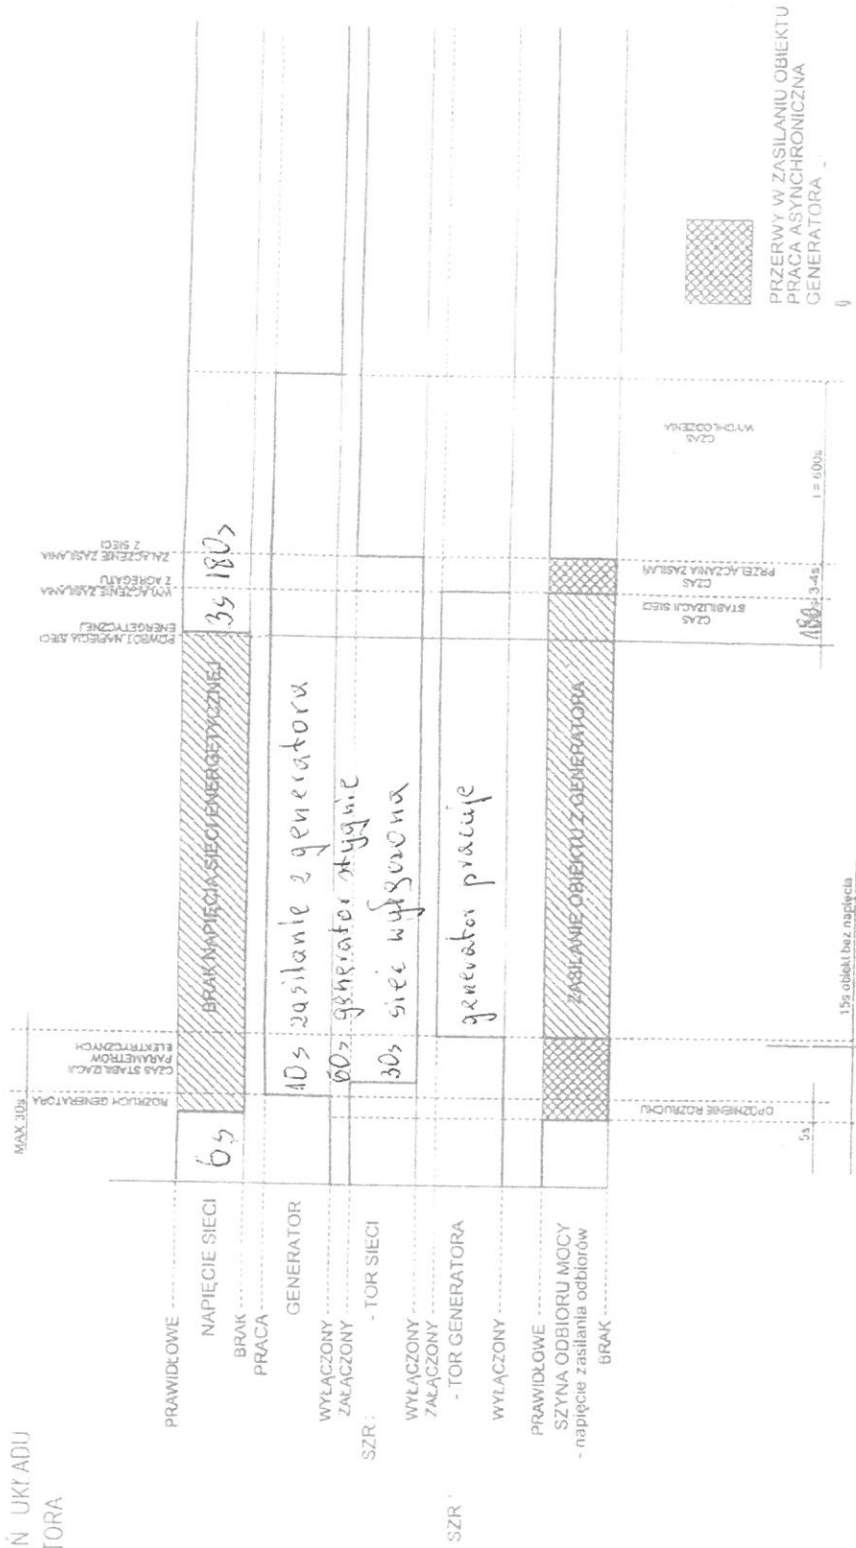 Ń UKŁADU
TORA
MAX 30s
ROZRUCH GENERATORA
CZAS STABILIZACJI
PARAMETRÓW
ELEKTRYCZNYCH
POWRÓT NAPIĘCIA SIECI
ENERGETYCZNEJ
WYŁĄCZENIE ZASILANIA
Z AGREGATU
ZAŁĄCZENIE ZASILANIA
Z SIECI
PRAWIDŁOWE
NAPIĘCIE SIECI
BRAK
6s
BRAK NAPIĘCIA SIECI ENERGETYCZNEJ
3s 180s
PRACA
GENERATOR
WYŁĄCZONY
10s zasilanie z generatora
60s generator stygnie
ZAŁĄCZONY
SZR : - TOR SIECI
WYŁĄCZONY
30s sieć wyłączona
ZAŁĄCZONY
SZR : - TOR GENERATORA
WYŁĄCZONY
generator pracuje
PRAWIDŁOWE
SZYNA ODBIORU MOCY
- napięcie zasilania odbiorów
BRAK
ZASILANIE OBIEKTU Z GENERATORA
OPÓŹNIENIE ROZRUCHU
CZAS
STABILIZACJI SIECI
CZAS
PRZEŁĄCZANIA ZASILAŃ
CZAS
WYCHŁODZENIA
5s
180s
3-4s
t = 600s
15s obiekt bez napięcia
PRZERWY W ZASILANIU OBIEKTU
PRACA ASYNCHRONICZNA
GENERATORA